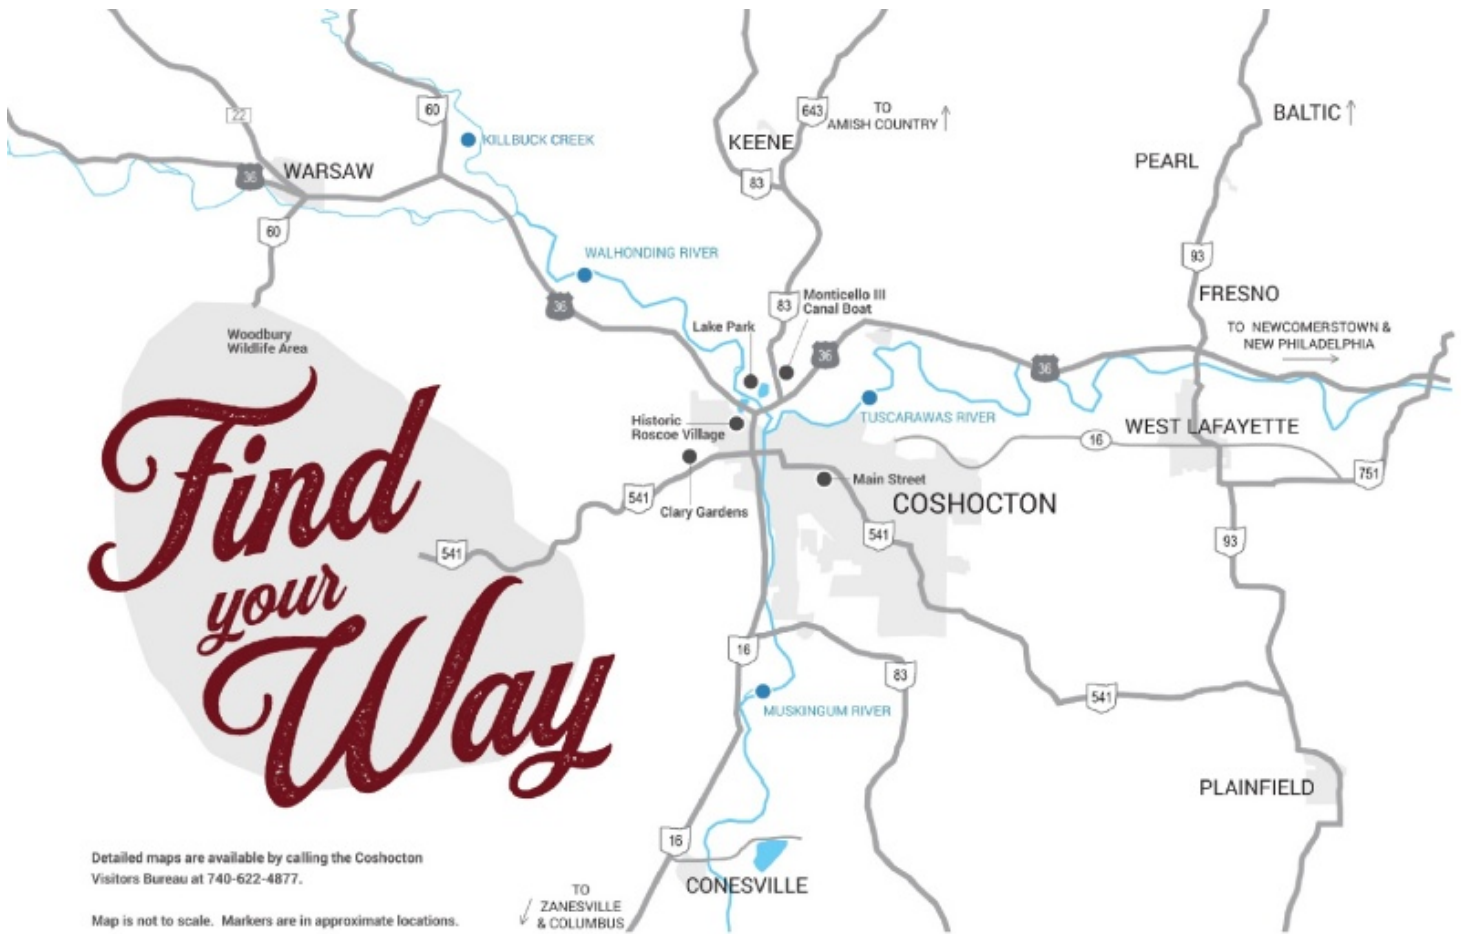 22
60
KILLBUCK CREEK
36
WARSAW
60
643
TO
AMISH COUNTRY
KEENE
83
BALTIC
PEARL
WALHONDING RIVER
36
93
FRESNO
83
Monticello III
Canal Boat
Lake Park
36
TO NEWCOMERSTOWN &
NEW PHILADELPHIA
36
Woodbury
Wildlife Area
Historic
Roscoe Village
TUSCARAWAS RIVER
16
WEST LAFAYETTE
751
Main Street
COSHOCTON
541
Clary Gardens
541
541
93
Find
your
Way
16
83
541
MUSKINGUM RIVER
PLAINFIELD
16
CONESVILLE
TO
ZANESVILLE
& COLUMBUS
Detailed maps are available by calling the Coshocton
Visitors Bureau at 740-622-4877.
Map is not to scale. Markers are in approximate locations.